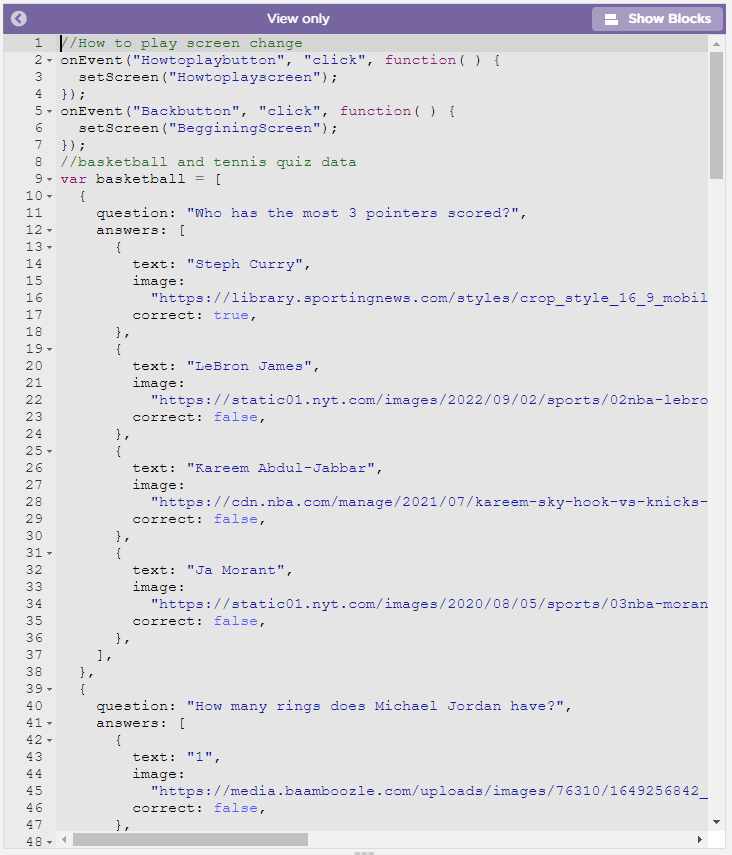 View only
Show Blocks
1 //How to play screen change
2 onEvent("Howtoplaybutton", "click", function( ) {
3 setScreen("Howtoplayscreen");
4 });
5 onEvent("Backbutton", "click", function( ) {
6 setScreen("BegginingScreen");
7 });
8 //basketball and tennis quiz data
9 var basketball = [
10 {
11 question: "Who has the most 3 pointers scored?",
12 answers: [
13 {
14 text: "Steph Curry",
15 image:
16 "https://library.sportingnews.com/styles/crop_style_16_9_mobil
17 correct: true,
18 },
19 {
20 text: "LeBron James",
21 image:
22 "https://static01.nyt.com/images/2022/09/02/sports/02nba-lebro
23 correct: false,
24 },
25 {
26 text: "Kareem Abdul-Jabbar",
27 image:
28 "https://cdn.nba.com/manage/2021/07/kareem-sky-hook-vs-knicks-
29 correct: false,
30 },
31 {
32 text: "Ja Morant",
33 image:
34 "https://static01.nyt.com/images/2020/08/05/sports/03nba-moran
35 correct: false,
36 },
37 ],
38 },
39 {
40 question: "How many rings does Michael Jordan have?",
41 answers: [
42 {
43 text: "1",
44 image:
45 "https://media.baamboozle.com/uploads/images/76310/1649256842_
46 correct: false,
47 },
48